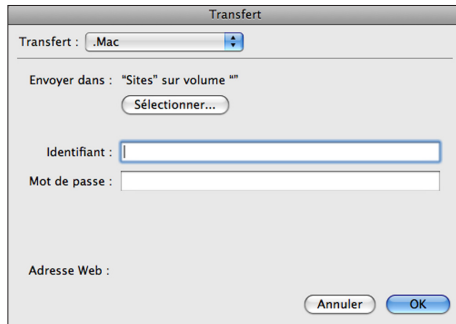 Transfert
Transfert : .Mac
Envoyer dans : “Sites” sur volume “”
Sélectionner...
Identifiant :
Mot de passe :
Adresse Web :
Annuler OK